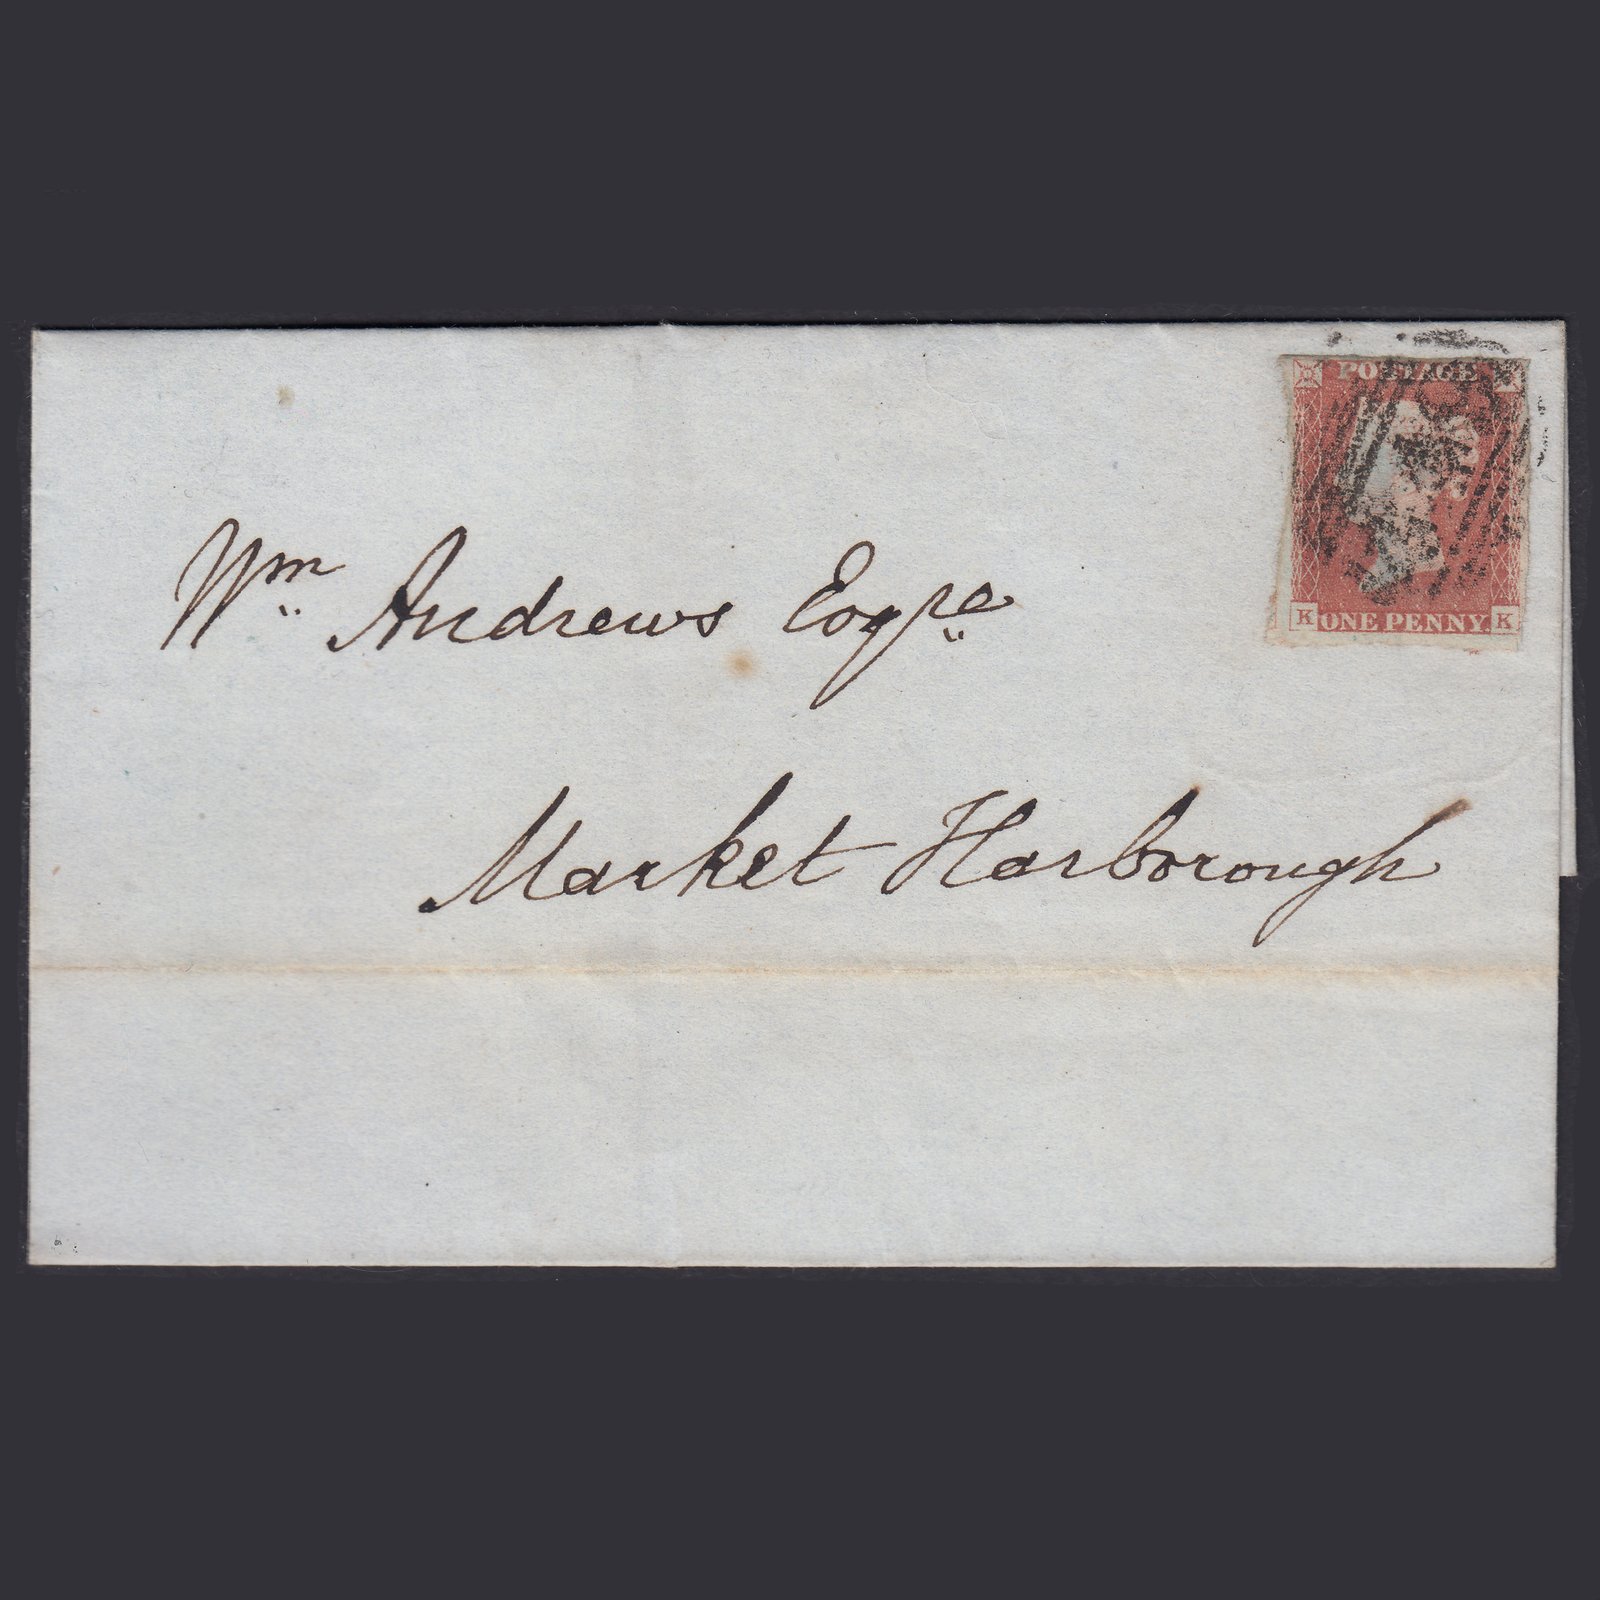 POSTAGE
K ONE PENNY. K
Wm Andrews Esqre
Market Harborough